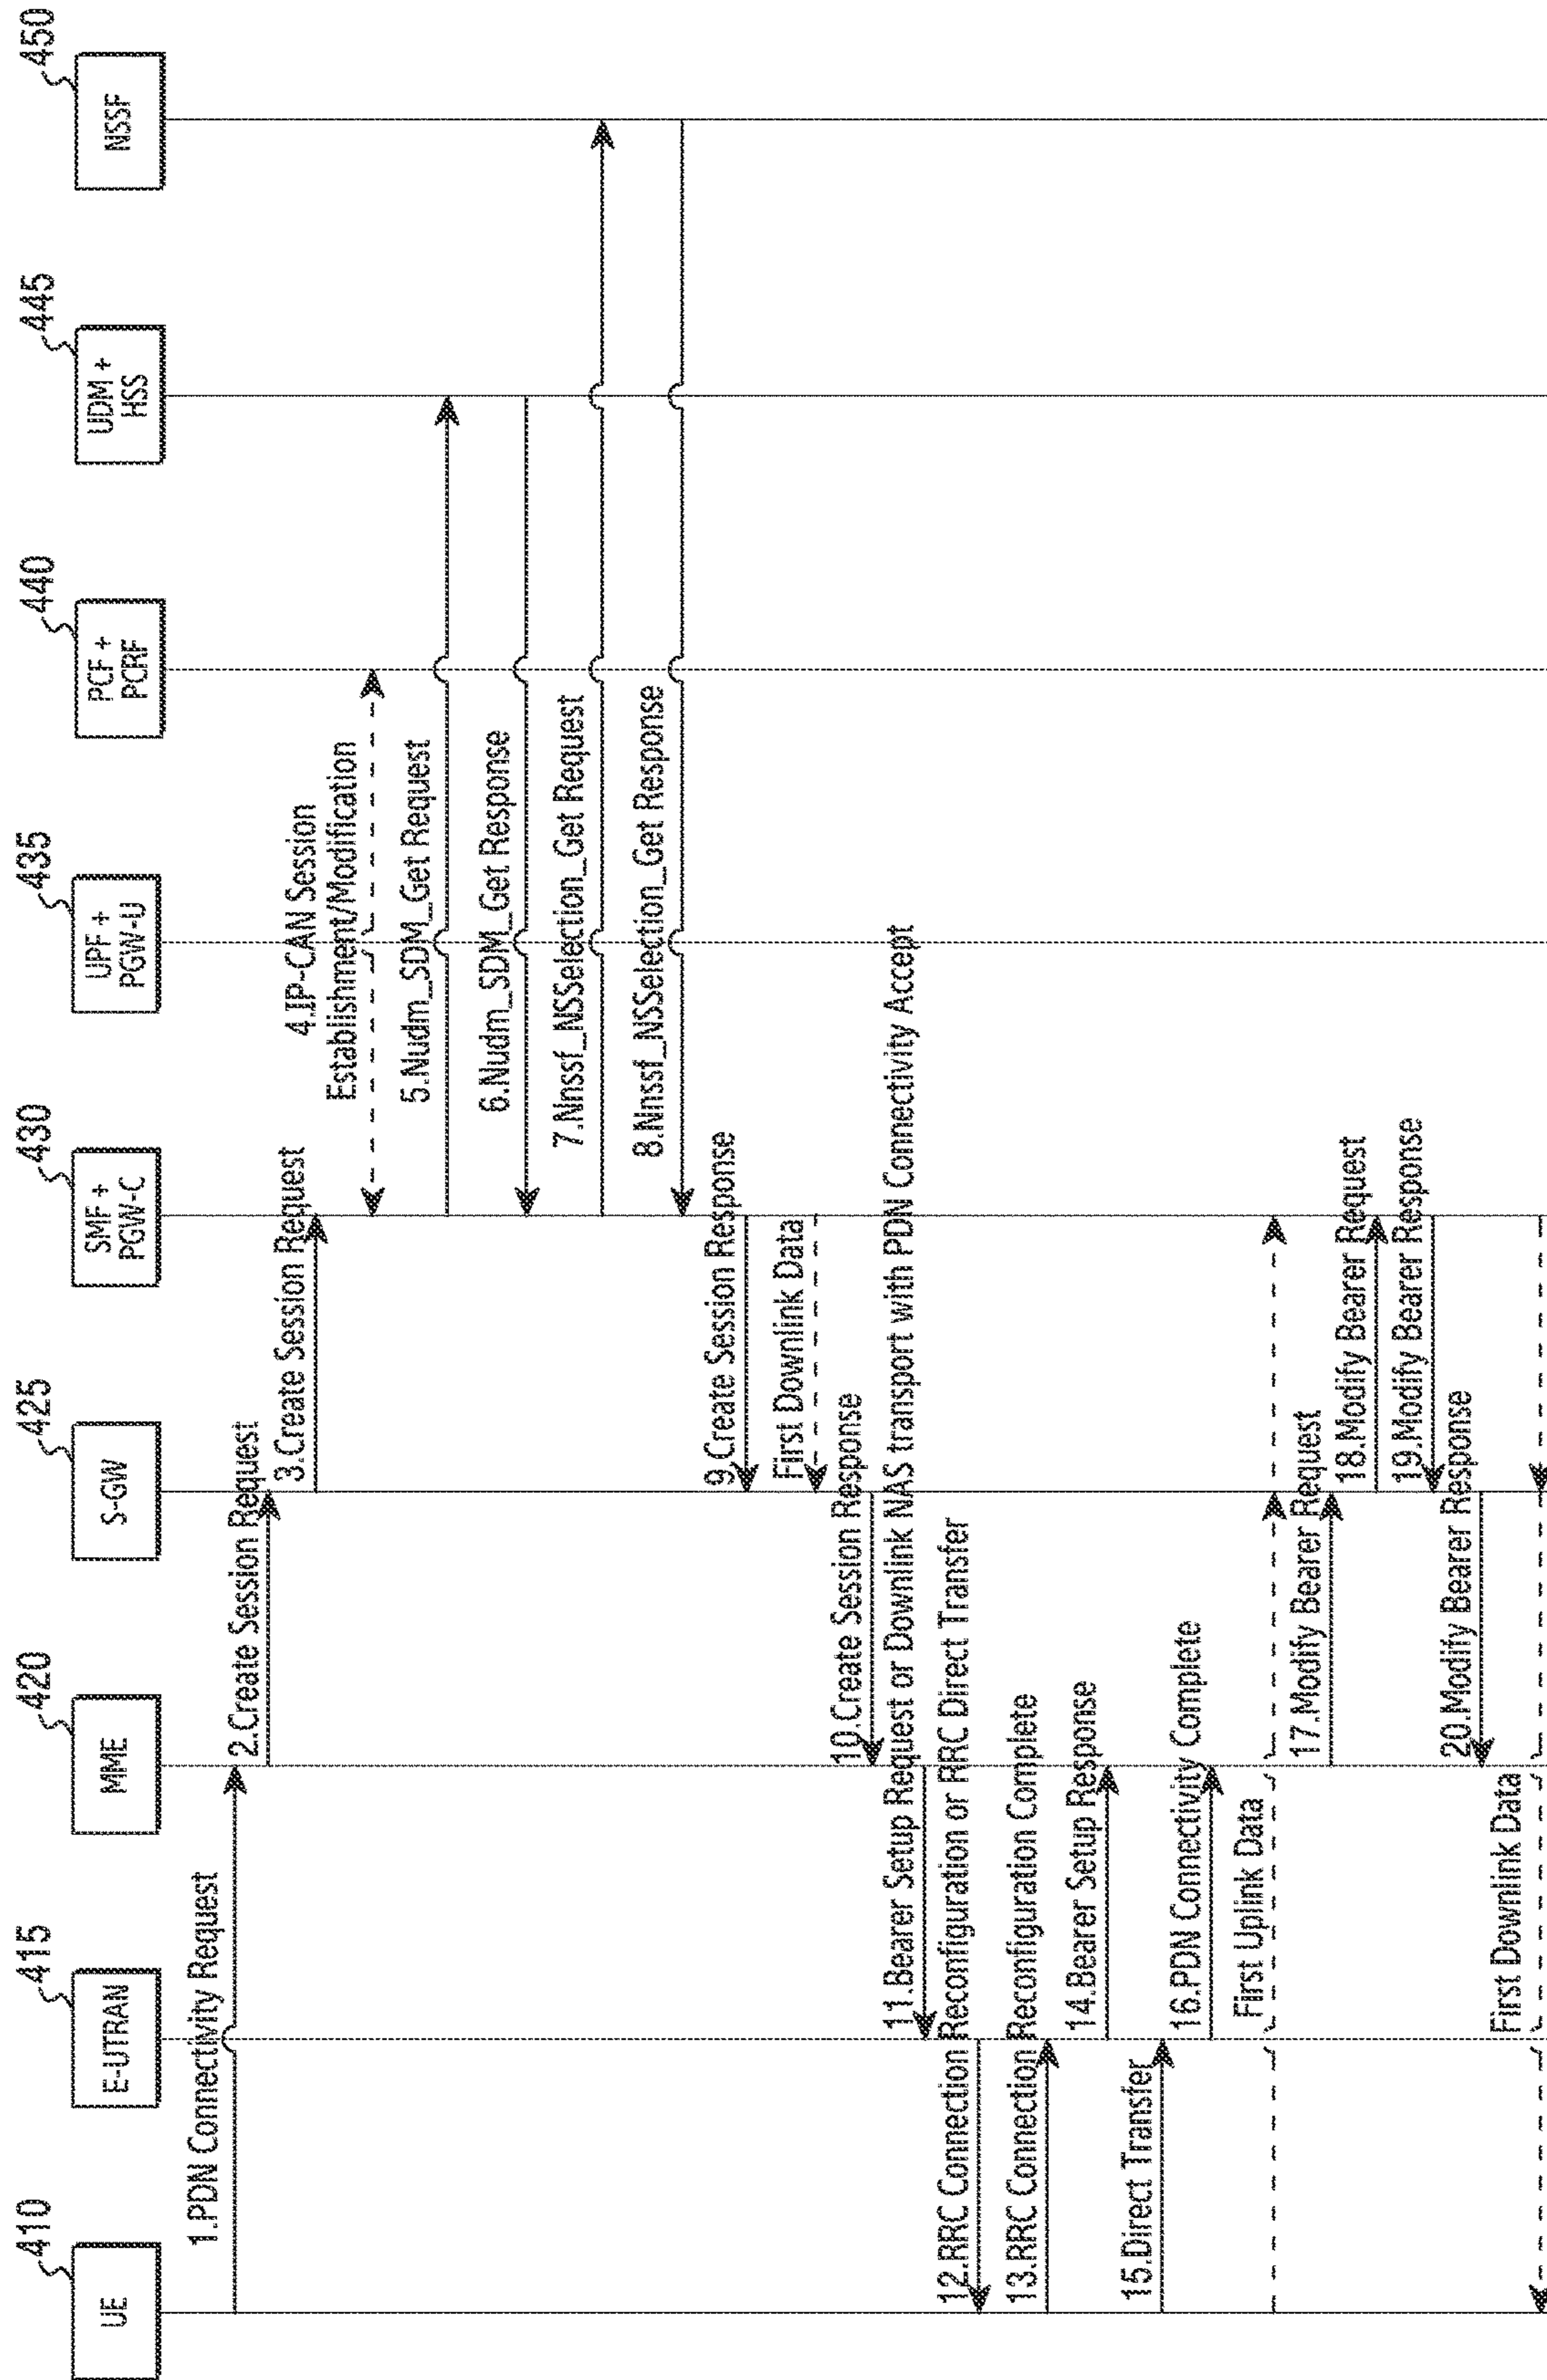 410
UE
415
E-UTRAN
420
MME
425
S-GW
430
SMF +
PGW-C
435
UPF +
PGW-U
440
PCF +
PCRF
445
UDM +
HSS
450
NSSF
1.PDN Connectivity Request
2.Create Session Request
3.Create Session Request
4.IP-CAN Session
Establishment/Modification
5.Nudm_SDM_Get Request
6.Nudm_SDM_Get Response
7.Nnssf_NSSelection_Get Request
8.Nnssf_NSSelection_Get Response
9.Create Session Response
First Downlink Data
10.Create Session Response
11.Bearer Setup Request or Downlink NAS transport with PDN Connectivity Accept
12.RRC Connection Reconfiguration or RRC Direct Transfer
13.RRC Connection Reconfiguration Complete
14.Bearer Setup Response
15.Direct Transfer
16.PDN Connectivity Complete
First Uplink Data
17.Modify Bearer Request
18.Modify Bearer Request
19.Modify Bearer Response
20.Modify Bearer Response
First Downlink Data